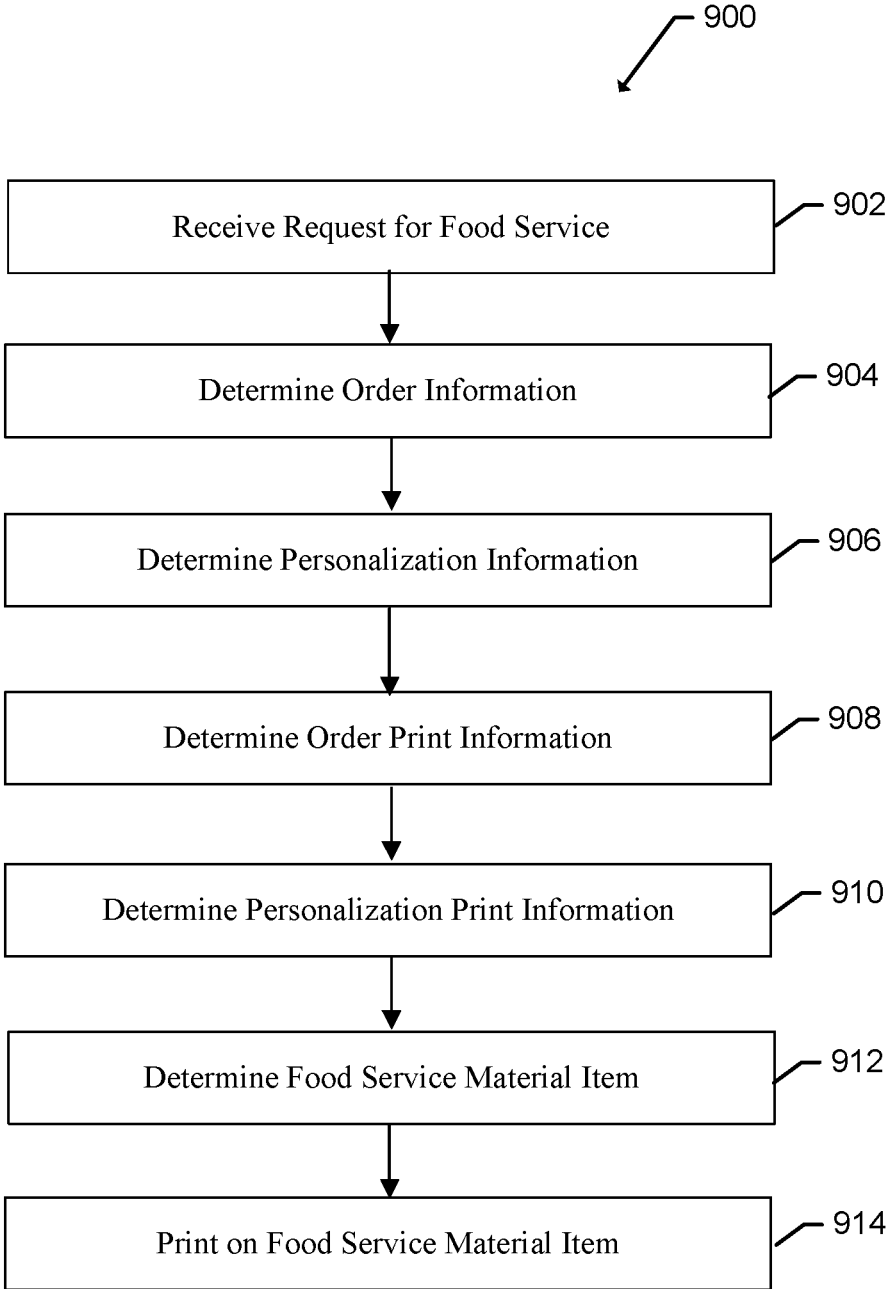 900
Receive Request for Food Service
902
Determine Order Information
904
Determine Personalization Information
906
Determine Order Print Information
908
Determine Personalization Print Information
910
Determine Food Service Material Item
912
Print on Food Service Material Item
914